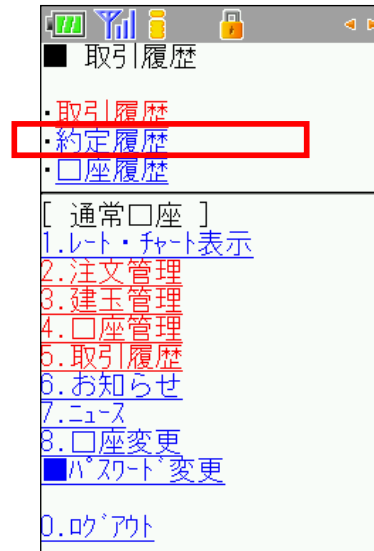 ■ 取引履歴
・取引履歴
・約定履歴
・口座履歴
[ 通常口座 ]
1.ﾚｰﾄ・ﾁｬｰﾄ表示
2.注文管理
3.建玉管理
4.口座管理
5.取引履歴
6.お知らせ
7.ﾆｭｰｽ
8.口座変更
■ﾊﾟｽﾜｰﾄﾞ変更
0.ﾛｸﾞｱｳﾄ